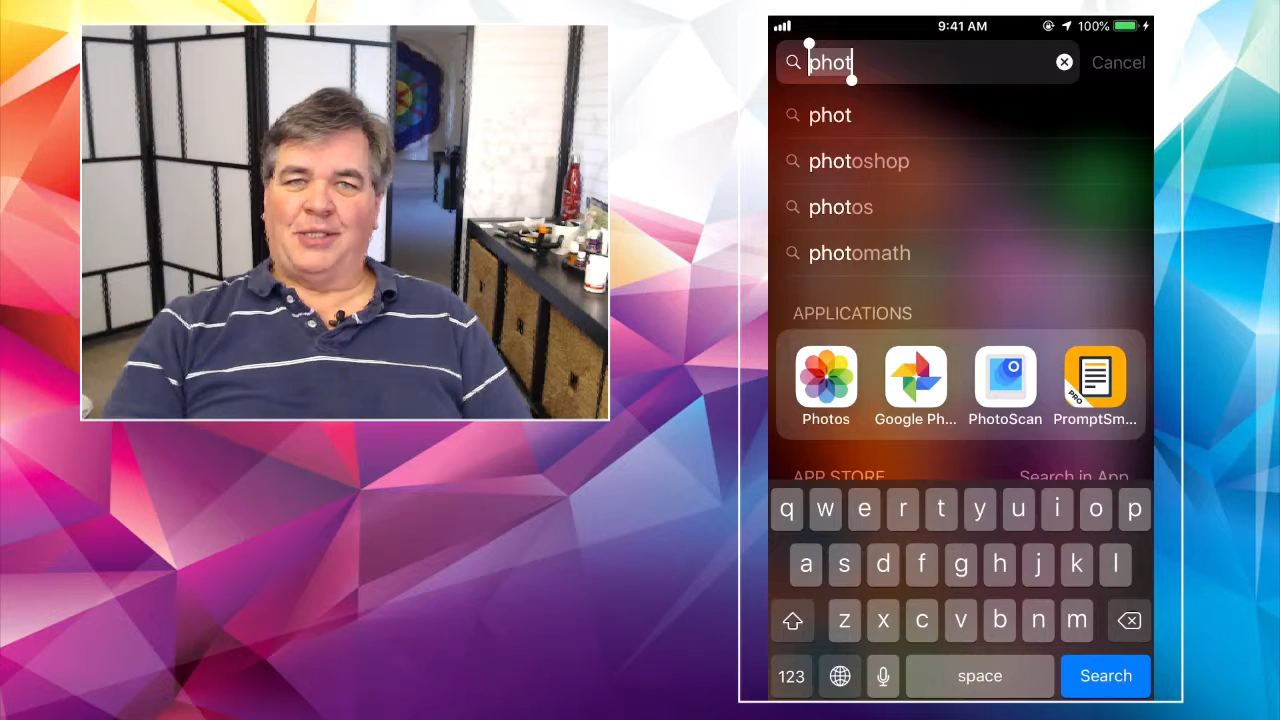 9:41 AM 100%
phot Cancel
phot
photoshop
photos
photomath
APPLICATIONS
Photos Google Ph... PhotoScan PromptSm...
PRO
APP STORE Search in App
q w e r t y u i o p
a s d f g h j k l
z x c v b n m
123 space Search